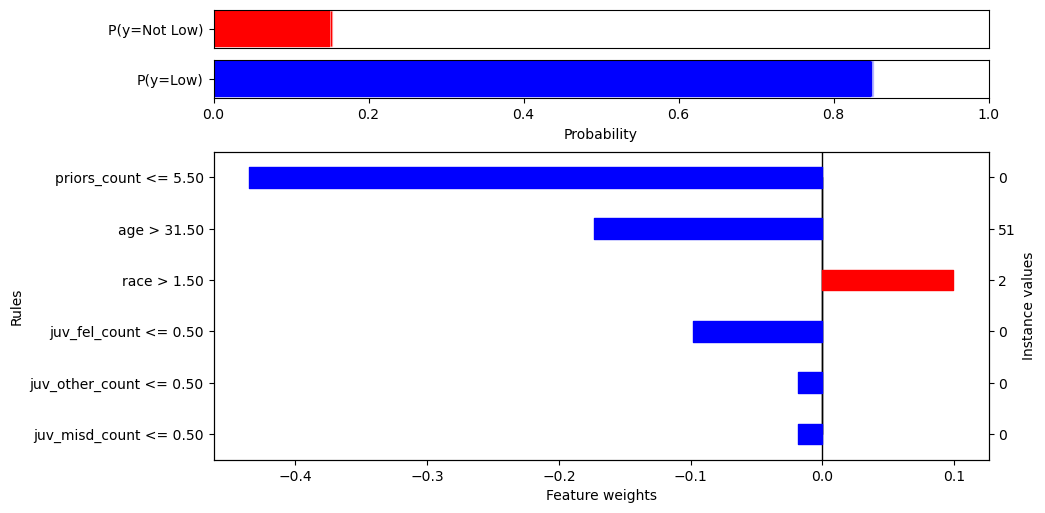 P(y=Not Low)
P(y=Low)
0.0 0.2 0.4 0.6 0.8 1.0
Probability
priors_count <= 5.50 0
age > 31.50 51
race > 1.50 2
juv_fel_count <= 0.50 0
juv_other_count <= 0.50 0
juv_misd_count <= 0.50 0
Rules
Instance values
−0.4 −0.3 −0.2 −0.1 0.0 0.1
Feature weights